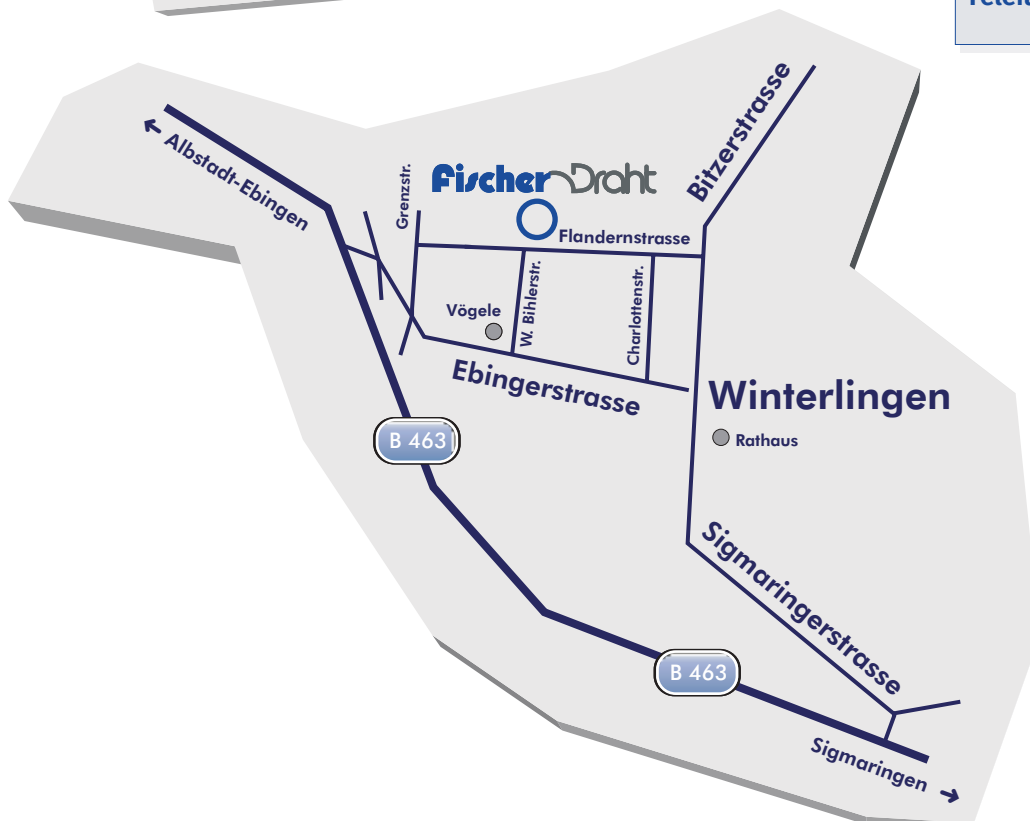 Bitzerstrasse
← Albstadt-Ebingen
Grenzstr.
Fischer Draht
Flandernstrasse
Vögele
W. Bihlerstr.
Charlottenstr.
Ebingerstrasse
Winterlingen
B 463
Rathaus
Sigmaringerstrasse
B 463
Sigmaringen →